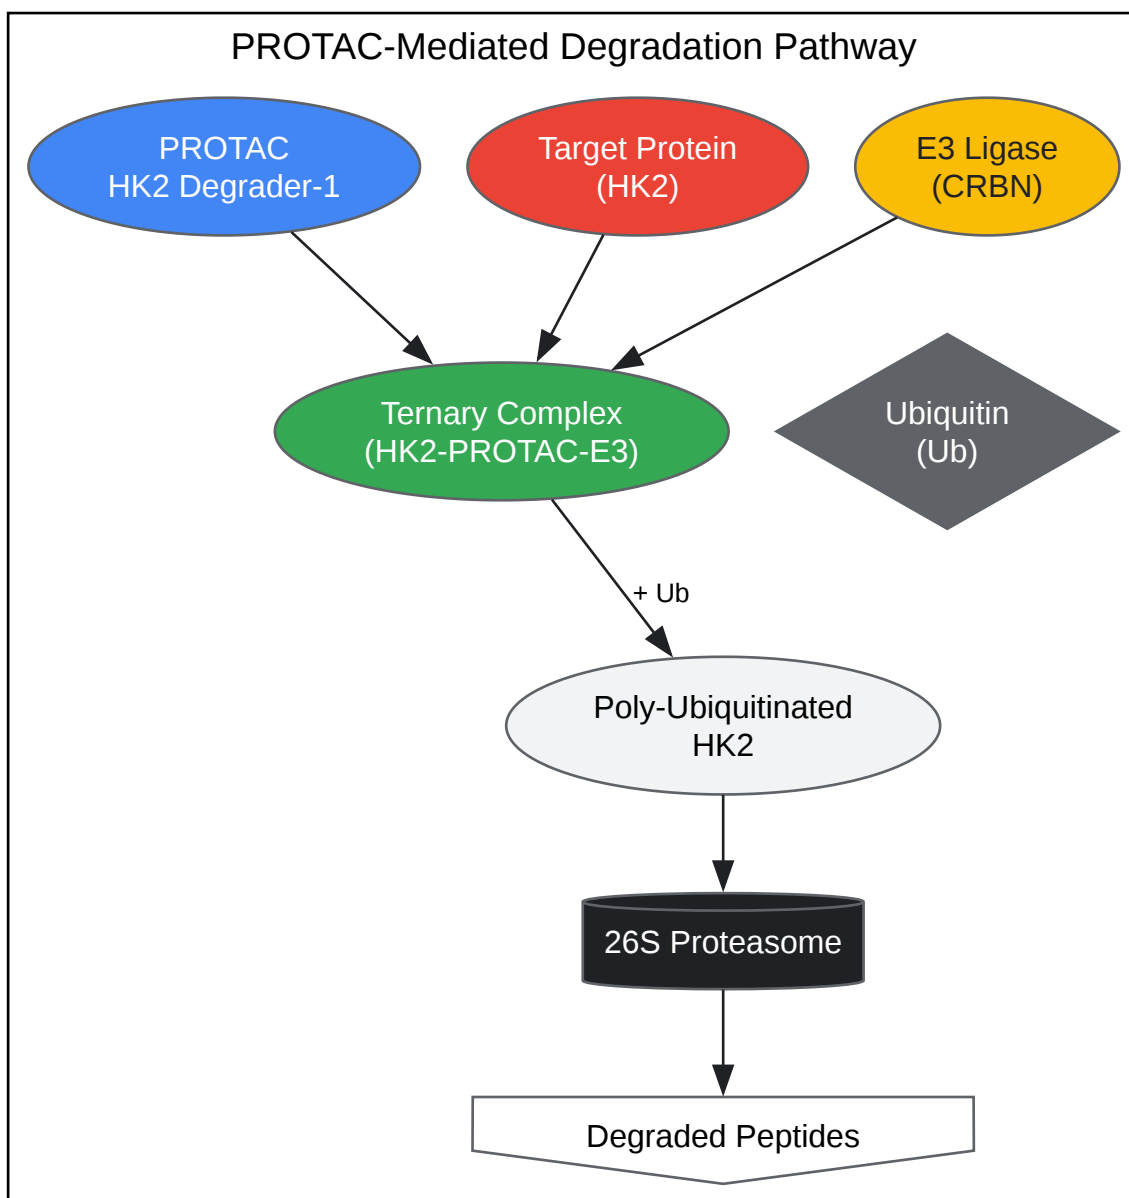 PROTAC-Mediated Degradation Pathway
PROTAC
HK2 Degrader-1
Target Protein
(HK2)
E3 Ligase
(CRBN)
Ternary Complex
(HK2-PROTAC-E3)
Ubiquitin
(Ub)
+ Ub
Poly-Ubiquitinated
HK2
26S Proteasome
Degraded Peptides